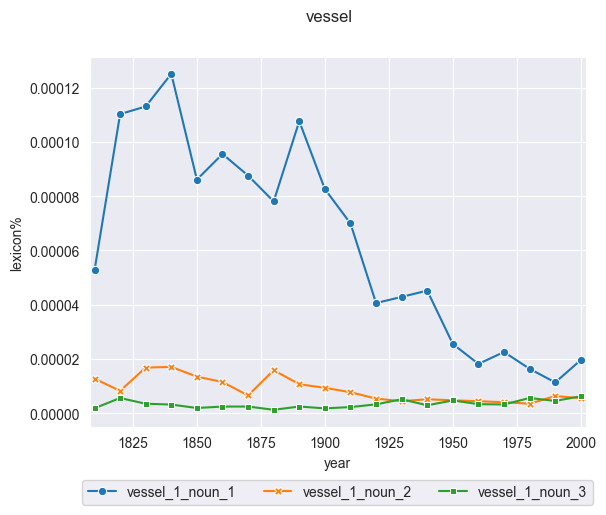 vessel
0.00012
0.00010
0.00008
0.00006
0.00004
0.00002
0.00000
lexicon%
1825 1850 1875 1900 1925 1950 1975 2000
year
vessel_1_noun_1 vessel_1_noun_2 vessel_1_noun_3